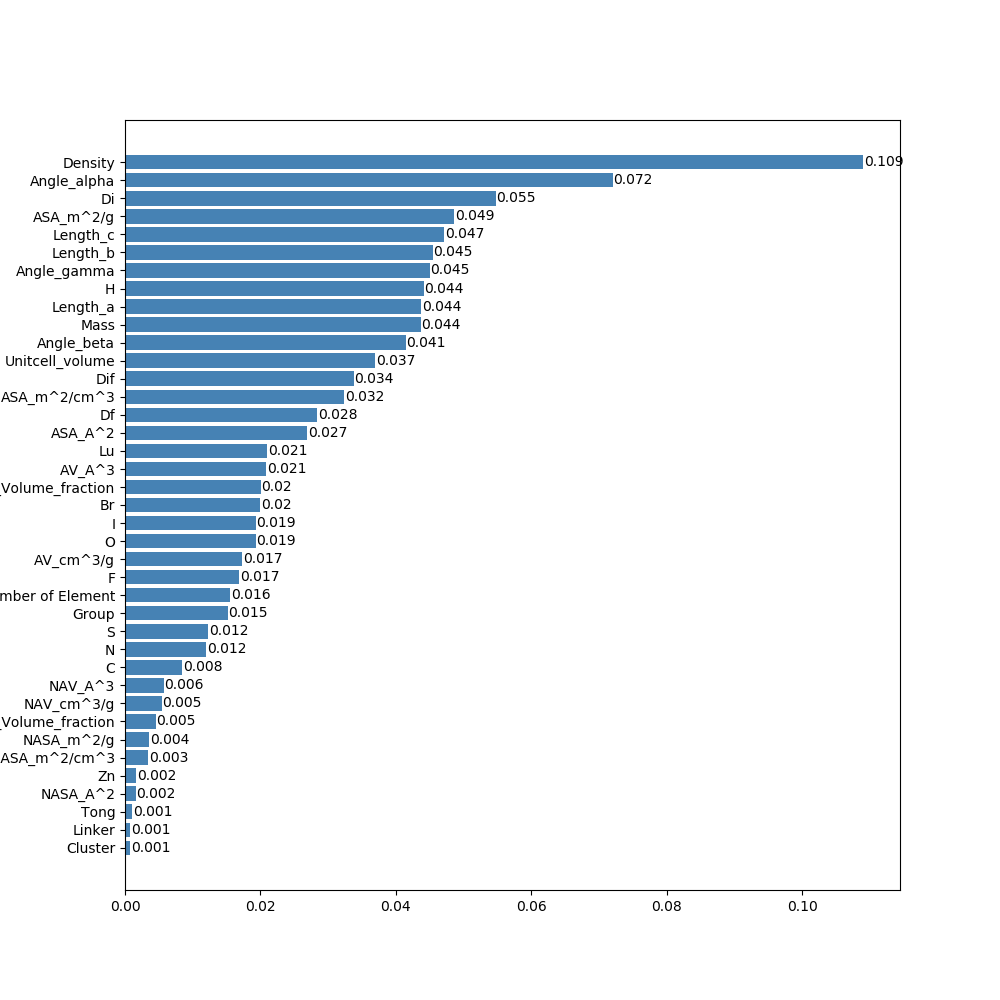 Density 0.109
Angle_alpha 0.072
Di 0.055
ASA_m^2/g 0.049
Length_c 0.047
Length_b 0.045
Angle_gamma 0.045
H 0.044
Length_a 0.044
Mass 0.044
Angle_beta 0.041
Unitcell_volume 0.037
Dif 0.034
ASA_m^2/cm^3 0.032
Df 0.028
ASA_A^2 0.027
Lu 0.021
AV_A^3 0.021
_Volume_fraction 0.02
Br 0.02
I 0.019
O 0.019
AV_cm^3/g 0.017
F 0.017
mber of Element 0.016
Group 0.015
S 0.012
N 0.012
C 0.008
NAV_A^3 0.006
NAV_cm^3/g 0.005
_Volume_fraction 0.005
NASA_m^2/g 0.004
ASA_m^2/cm^3 0.003
Zn 0.002
NASA_A^2 0.002
Tong 0.001
Linker 0.001
Cluster 0.001
0.00 0.02 0.04 0.06 0.08 0.10